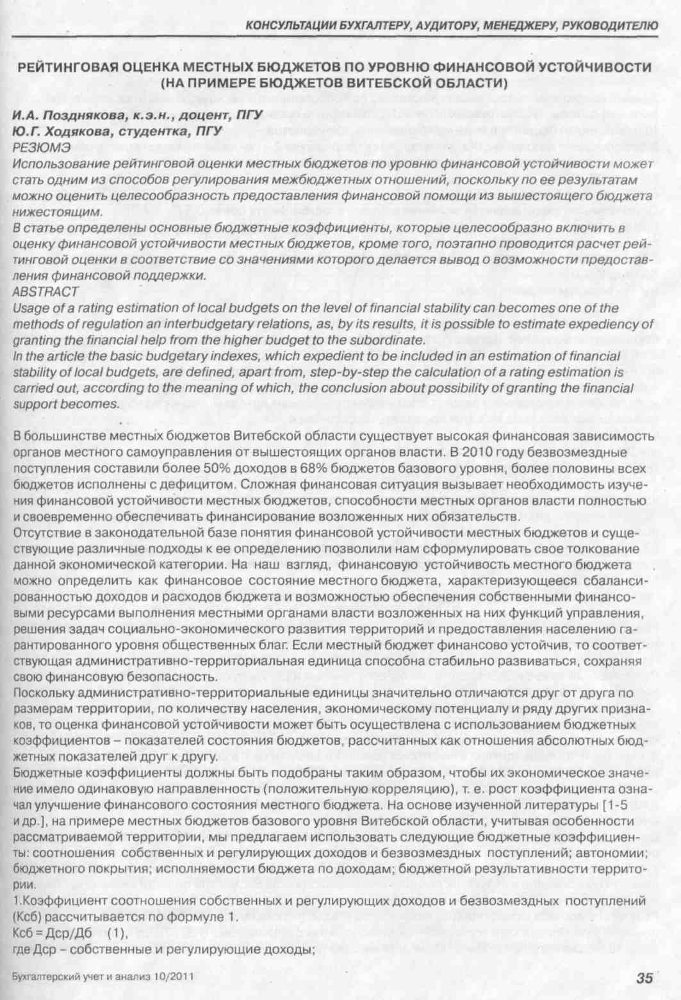 КОНСУЛЬТАЦИИ БУХГАЛТЕРУ, АУДИТОРУ, МЕНЕДЖЕРУ, РУКОВОДИТЕЛЮ
РЕЙТИНГОВАЯ ОЦЕНКА МЕСТНЫХ БЮДЖЕТОВ ПО УРОВНЮ ФИНАНСОВОЙ УСТОЙЧИВОСТИ
(НА ПРИМЕРЕ БЮДЖЕТОВ ВИТЕБСКОЙ ОБЛАСТИ)
И.А. Позднякова, к.э.н., доцент, ПГУ
Ю.Г. Ходякова, студентка, ПГУ
РЕЗЮМЭ
Использование рейтинговой оценки местных бюджетов по уровню финансовой устойчивости может
стать одним из способов регулирования межбюджетных отношений, поскольку по ее результатам
можно оценить целесообразность предоставления финансовой помощи из вышестоящего бюджета
нижестоящим.
В статье определены основные бюджетные коэффициенты, которые целесообразно включить в
оценку финансовой устойчивости местных бюджетов, кроме того, поэтапно проводится расчет рей-
тинговой оценки в соответствие со значениями которого делается вывод о возможности предостав-
ления финансовой поддержки.
ABSTRACT
Usage of a rating estimation of local budgets on the level of financial stability can becomes one of the
methods of regulation an interbudgetary relations, as, by its results, it is possible to estimate expediency of
granting the financial help from the higher budget to the subordinate.
In the article the basic budgetary indexes, which expedient to be included in an estimation of financial
stability of local budgets, are defined, apart from, step-by-step the calculation of a rating estimation is
carried out, according to the meaning of which, the conclusion about possibility of granting the financial
support becomes.
В большинстве местных бюджетов Витебской области существует высокая финансовая зависимость
органов местного самоуправления от вышестоящих органов власти. В 2010 году безвозмездные
поступления составили более 50% доходов в 68% бюджетов базового уровня, более половины всех
бюджетов исполнены с дефицитом. Сложная финансовая ситуация вызывает необходимость изуче-
ния финансовой устойчивости местных бюджетов, способности местных органов власти полностью
и своевременно обеспечивать финансирование возложенных них обязательств.
Отсутствие в законодательной базе понятия финансовой устойчивости местных бюджетов и суще-
ствующие различные подходы к ее определению позволили нам сформулировать свое толкование
данной экономической категории. На наш взгляд, финансовую устойчивость местного бюджета
можно определить как финансовое состояние местного бюджета, характеризующееся сбаланси-
рованностью доходов и расходов бюджета и возможностью обеспечения собственными финансо-
выми ресурсами выполнения местными органами власти возложенных на них функций управления,
решения задач социально-экономического развития территорий и предоставления населению га-
рантированного уровня общественных благ. Если местный бюджет финансово устойчив, то соответ-
ствующая административно-территориальная единица способна стабильно развиваться, сохраняя
свою финансовую безопасность.
Поскольку административно-территориальные единицы значительно отличаются друг от друга по
размерам территории, по количеству населения, экономическому потенциалу и ряду других призна-
ков, то оценка финансовой устойчивости может быть осуществлена с использованием бюджетных
коэффициентов – показателей состояния бюджетов, рассчитанных как отношения абсолютных бюд-
жетных показателей друг к другу.
Бюджетные коэффициенты должны быть подобраны таким образом, чтобы их экономическое значе-
ние имело одинаковую направленность (положительную корреляцию), т. е. рост коэффициента озна-
чал улучшение финансового состояния местного бюджета. На основе изученной литературы [1-5
и др.], на примере местных бюджетов базового уровня Витебской области, учитывая особенности
рассматриваемой территории, мы предлагаем использовать следующие бюджетные коэффициен-
ты: соотношения собственных и регулирующих доходов и безвозмездных поступлений; автономии;
бюджетного покрытия; исполняемости бюджета по доходам; бюджетной результативности террито-
рии.
1.Коэффициент соотношения собственных и регулирующих доходов и безвозмездных поступлений
(Ксб) рассчитывается по формуле 1.
Ксб = Дср/Дб (1),
где Дср – собственные и регулирующие доходы;
Бухгалтерский учет и анализ 10/2011
35